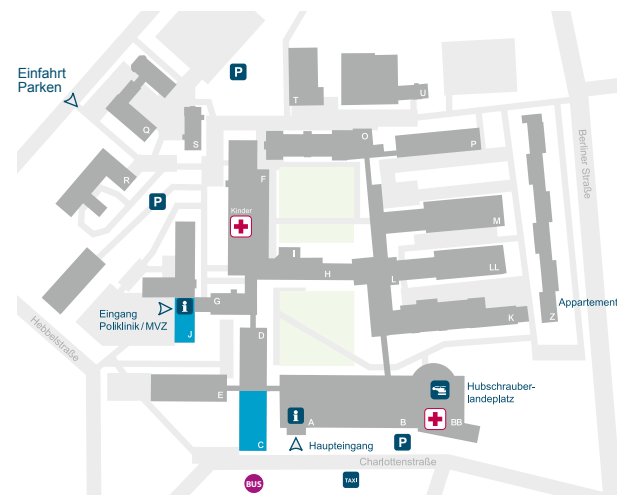 Einfahrt
Parken
P
T
U
Q
S
O
P
R
F
Kinder
P
Berliner Straße
M
H
L
LL
G
i
Eingang
Poliklinik/MVZ
J
K
Z
Appartement
Hebbelstraße
D
E
Hubschrauber-
landeplatz
i
A
B
BB
C
Haupteingang
P
Charlottenstraße
BUS
TAXI
I